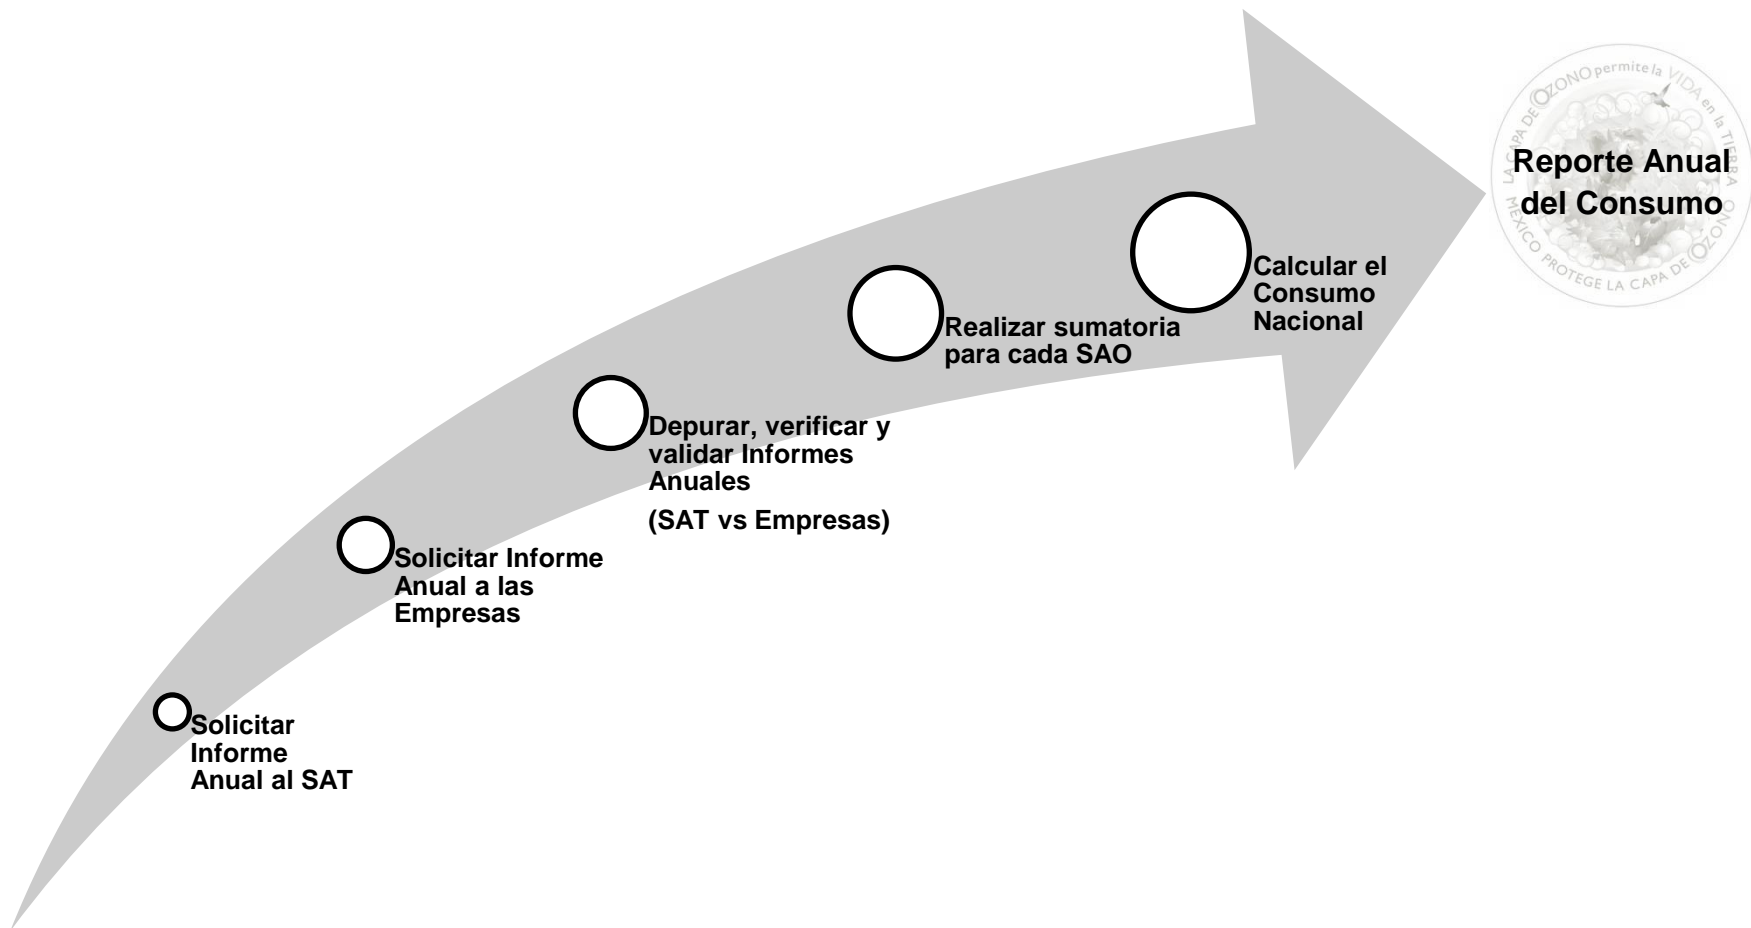 Solicitar
Informe
Anual al SAT
Solicitar Informe
Anual a las
Empresas
Depurar, verificar y
validar Informes
Anuales
(SAT vs Empresas)
Realizar sumatoria
para cada SAO
Calcular el
Consumo
Nacional
Reporte Anual
del Consumo
LA CAPA DE OZONO permite la VIDA en la TIERRA
MÉXICO PROTEGE LA CAPA DE OZONO